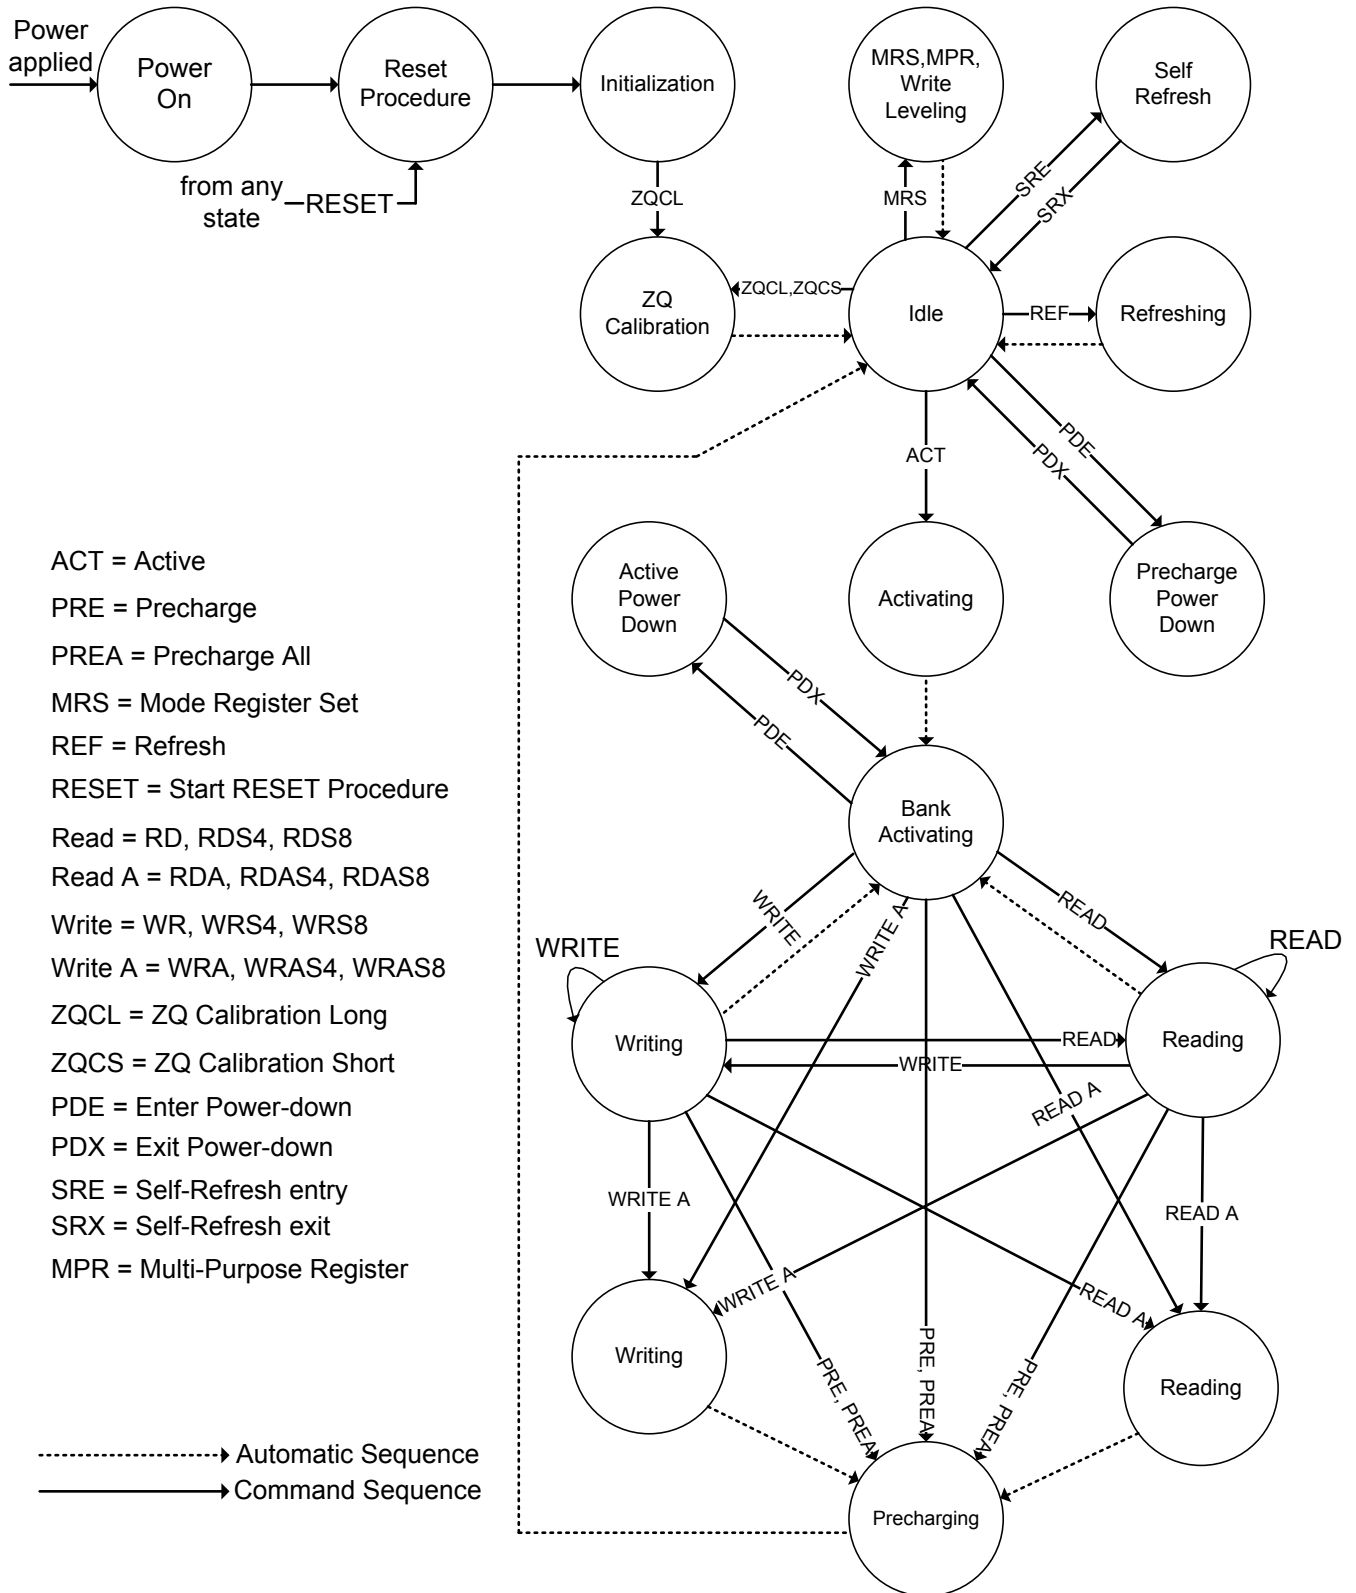 Power
applied
Power
On
Reset
Procedure
Initialization
MRS,MPR,
Write
Leveling
Self
Refresh
from any
state
RESET
ZQCL
MRS
SRE
SRX
ZQ
Calibration
ZQCL,ZQCS
Idle
REF
Refreshing
ACT
PDE
PDX
Active
Power
Down
Activating
Precharge
Power
Down
PDX
PDE
Bank
Activating
ACT = Active
PRE = Precharge
PREA = Precharge All
MRS = Mode Register Set
REF = Refresh
RESET = Start RESET Procedure
Read = RD, RDS4, RDS8
Read A = RDA, RDAS4, RDAS8
Write = WR, WRS4, WRS8
Write A = WRA, WRAS4, WRAS8
ZQCL = ZQ Calibration Long
ZQCS = ZQ Calibration Short
PDE = Enter Power-down
PDX = Exit Power-down
SRE = Self-Refresh entry
SRX = Self-Refresh exit
MPR = Multi-Purpose Register
WRITE
WRITE A
READ
WRITE
READ
Writing
READ
Reading
WRITE
READ A
WRITE A
READ A
WRITE A
READ A
Writing
PRE, PREA
PRE, PREA
PRE, PREA
Reading
Precharging
Automatic Sequence
Command Sequence